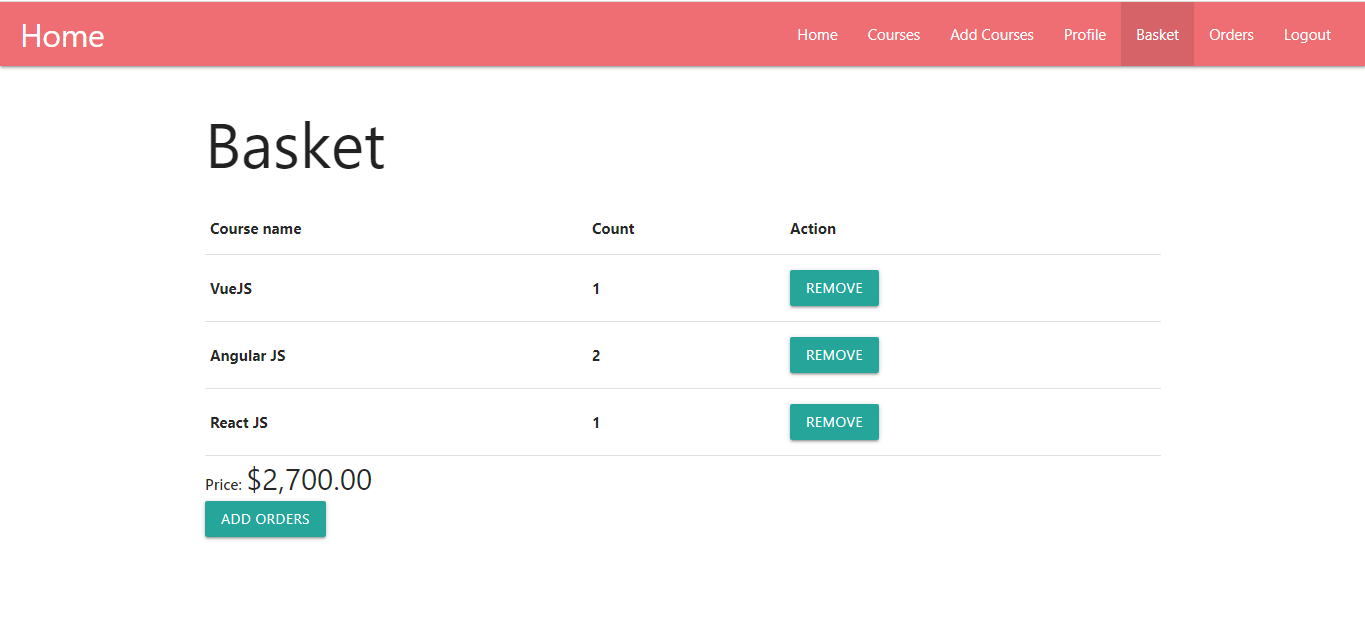 Home Home Courses Add Courses Profile Basket Orders Logout
Basket
Course name Count Action
VueJS 1 REMOVE
Angular JS 2 REMOVE
React JS 1 REMOVE
Price: $2,700.00
ADD ORDERS